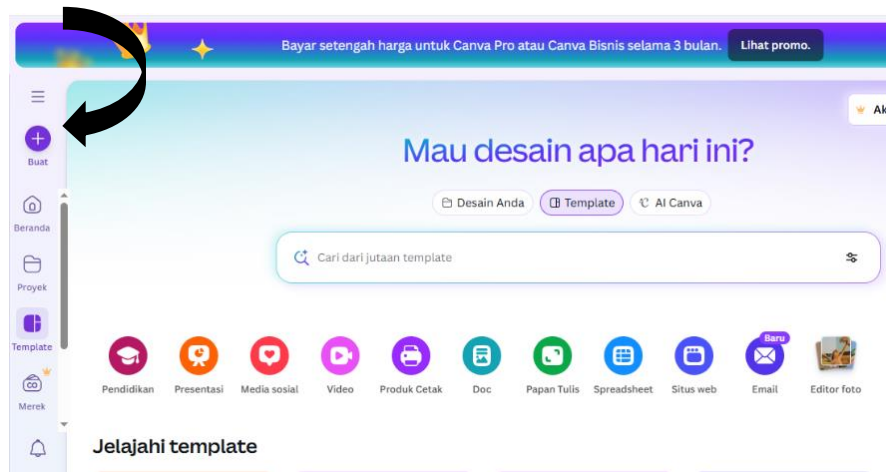 Bayar setengah harga untuk Canva Pro atau Canva Bisnis selama 3 bulan. Lihat promo.
Ak
Buat
Mau desain apa hari ini?
Beranda
Desain Anda Template AI Canva
Cari dari jutaan template
Proyek
Template
Baru
Pendidikan Presentasi Media sosial Video Produk Cetak Doc Papan Tulis Spreadsheet Situs web Email Editor foto
Merek
Jelajahi template